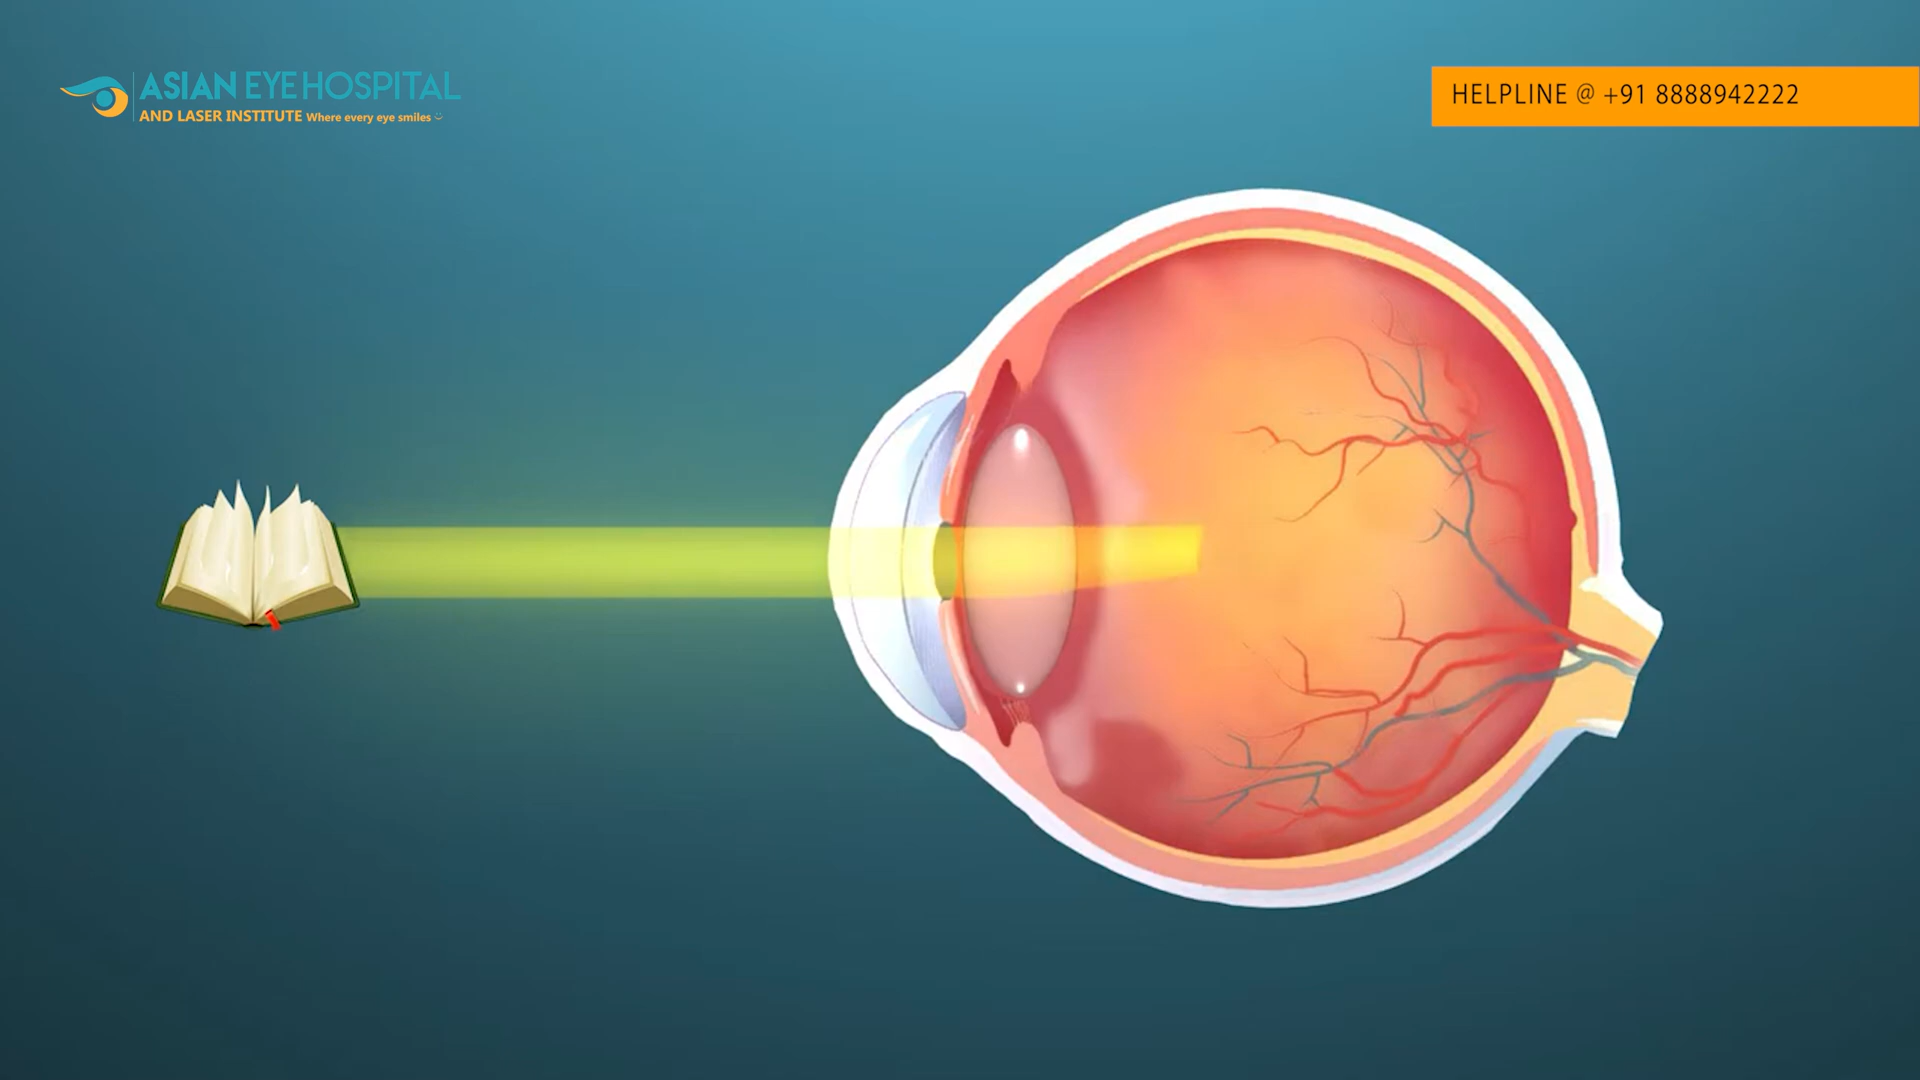 ASIAN EYE HOSPITAL
AND LASER INSTITUTE Where every eye smiles
HELPLINE @ +91 8888942222